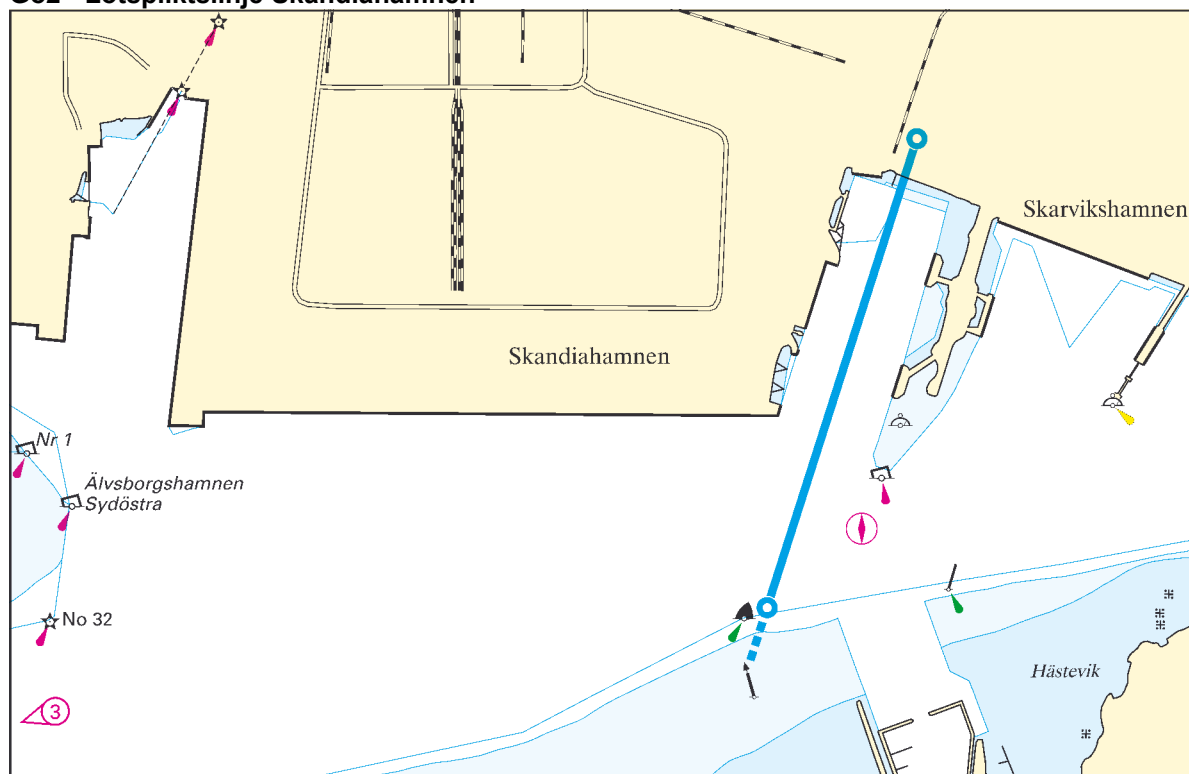 Skarvikshamnen
Skandiahamnen
Nr 1
Älvsborgshamnen
Sydöstra
No 32
Hästevik
3